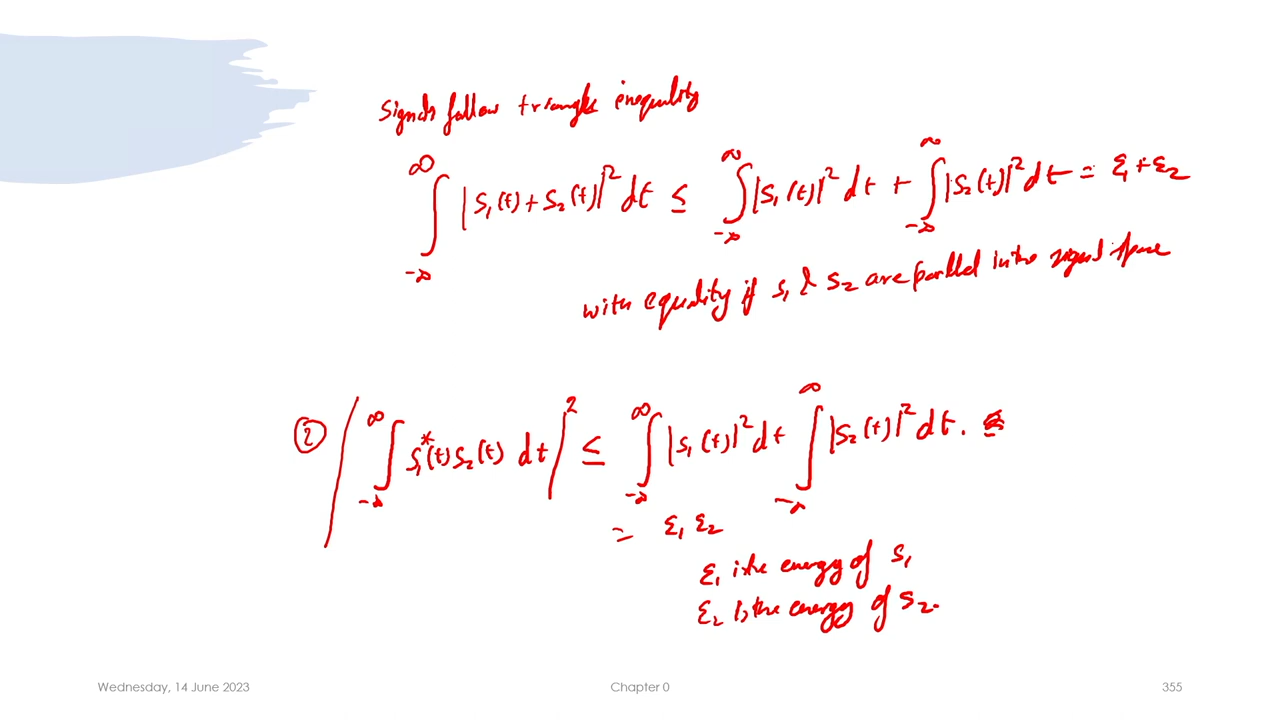 Signals follow triangle inequality
∫_{-∞}^{∞} |S₁(t) + S₂(t)|² dt ≤ ∫_{-∞}^{∞} |S₁(t)|² dt + ∫_{-∞}^{∞} |S₂(t)|² dt = ε₁ + ε₂
with equality if S₁ & S₂ are parallel in the signal space
② |∫_{-∞}^{∞} S₁*(t) S₂(t) dt|² ≤ ∫_{-∞}^{∞} |S₁(t)|² dt ∫_{-∞}^{∞} |S₂(t)|² dt.
= ε₁ ε₂
ε₁ is the energy of S₁
ε₂ is the energy of S₂.
Wednesday, 14 June 2023
Chapter 0
355